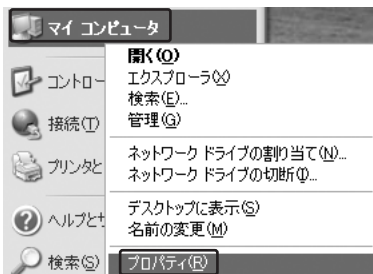 マイ コンピュータ
開く(O)
エクスプローラ(X)
検索(E)...
管理(G)
ネットワーク ドライブの割り当て(N)...
ネットワーク ドライブの切断(I)...
デスクトップに表示(S)
名前の変更(M)
プロパティ(R)
コントロー
接続(T)
プリンタと
ヘルプとサ
検索(S)